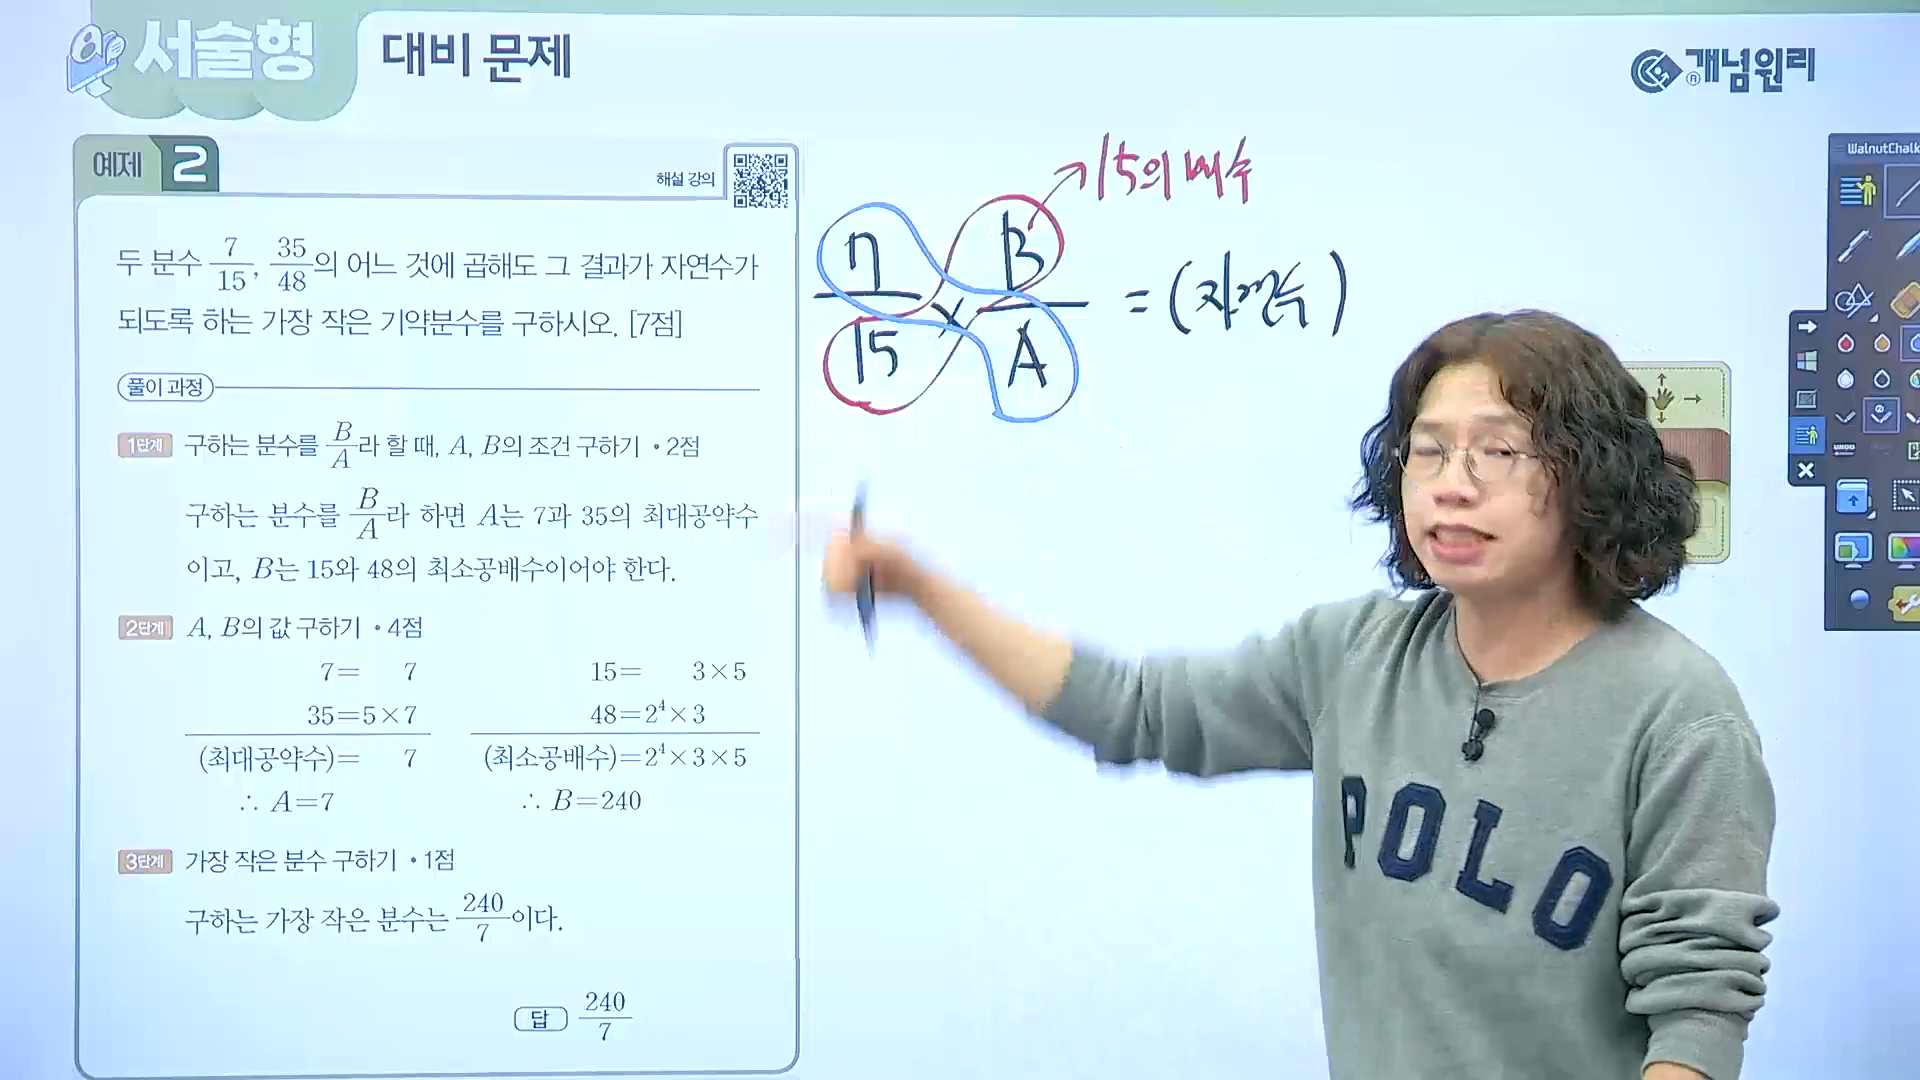 서술형 대비 문제
개념원리
예제 2
해설 강의
두 분수 7/15, 35/48의 어느 것에 곱해도 그 결과가 자연수가
되도록 하는 가장 작은 기약분수를 구하시오. [7점]
풀이 과정
1단계 구하는 분수를 B/A라 할 때, A, B의 조건 구하기 • 2점
구하는 분수를 B/A라 하면 A는 7과 35의 최대공약수
이고, B는 15와 48의 최소공배수이어야 한다.
2단계 A, B의 값 구하기 • 4점
7= 7
35=5×7
(최대공약수)= 7
∴ A=7
15= 3×5
48=2⁴×3
(최소공배수)=2⁴×3×5
∴ B=240
3단계 가장 작은 분수 구하기 • 1점
구하는 가장 작은 분수는 240/7이다.
답 240/7
→15의 배수
7/15 × B/A = (자연수)
WalnutChalk
POLO